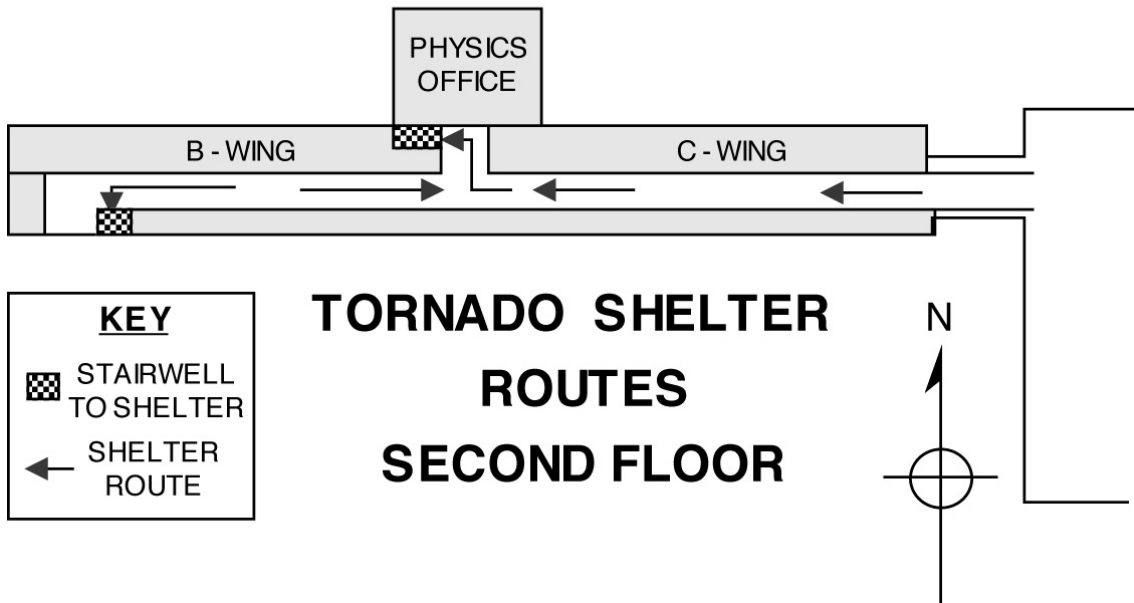 PHYSICS
OFFICE
B - WING
C - WING
KEY
STAIRWELL
TO SHELTER
SHELTER
ROUTE
TORNADO SHELTER
ROUTES
SECOND FLOOR
N